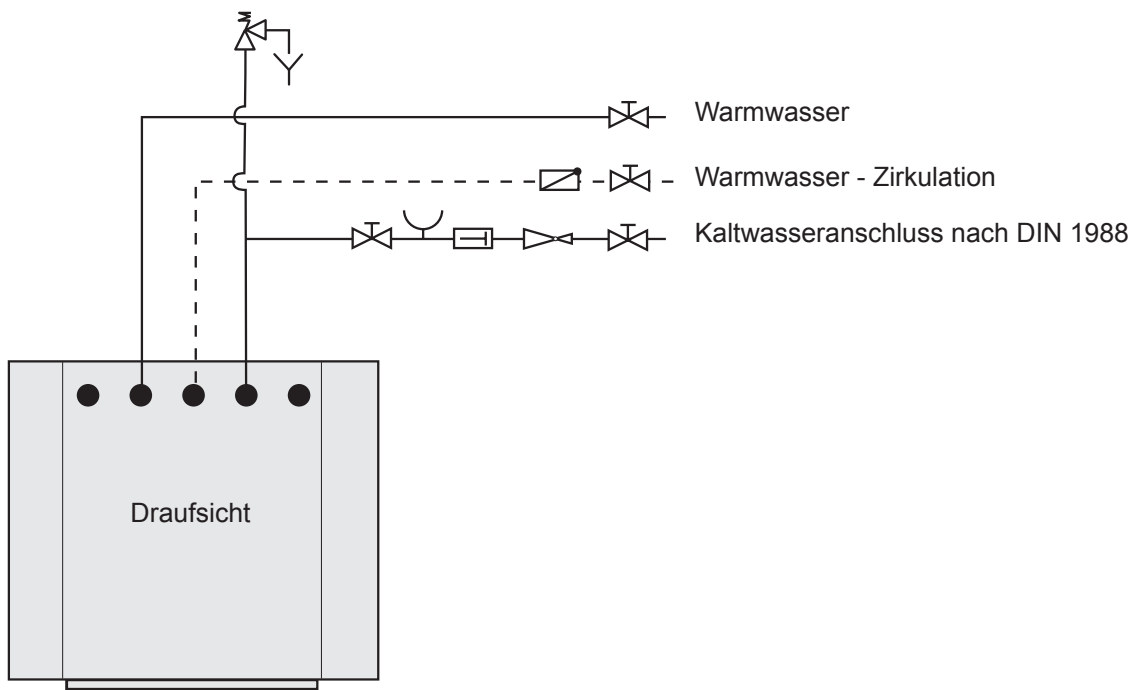 Warmwasser
Warmwasser - Zirkulation
Kaltwasseranschluss nach DIN 1988
Draufsicht